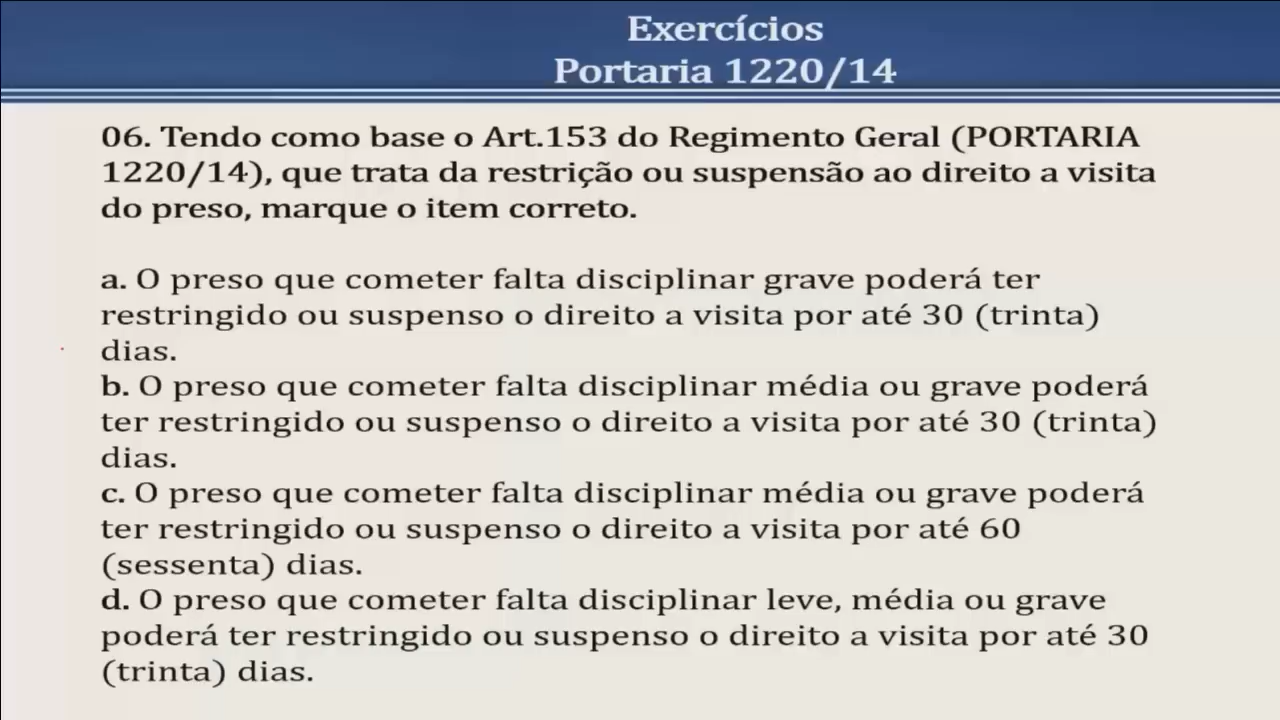 Exercícios
Portaria 1220/14
06. Tendo como base o Art.153 do Regimento Geral (PORTARIA
1220/14), que trata da restrição ou suspensão ao direito a visita
do preso, marque o item correto.
a. O preso que cometer falta disciplinar grave poderá ter
restringido ou suspenso o direito a visita por até 30 (trinta)
dias.
b. O preso que cometer falta disciplinar média ou grave poderá
ter restringido ou suspenso o direito a visita por até 30 (trinta)
dias.
c. O preso que cometer falta disciplinar média ou grave poderá
ter restringido ou suspenso o direito a visita por até 60
(sessenta) dias.
d. O preso que cometer falta disciplinar leve, média ou grave
poderá ter restringido ou suspenso o direito a visita por até 30
(trinta) dias.